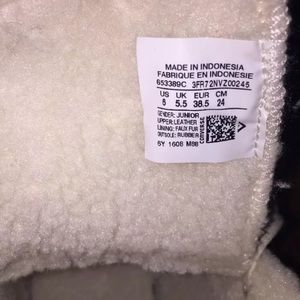 MADE IN INDONESIA
FABRIQUE EN INDONESIE
653389C 3FR72NVZ00245
US UK EUR CM
6 5.5 38.5 24
GENDER: JUNIOR
UPPER: LEATHER
LINING: FAUX FUR
OUTSOLE: RUBBER
CONVERSE
6Y 1608 M88